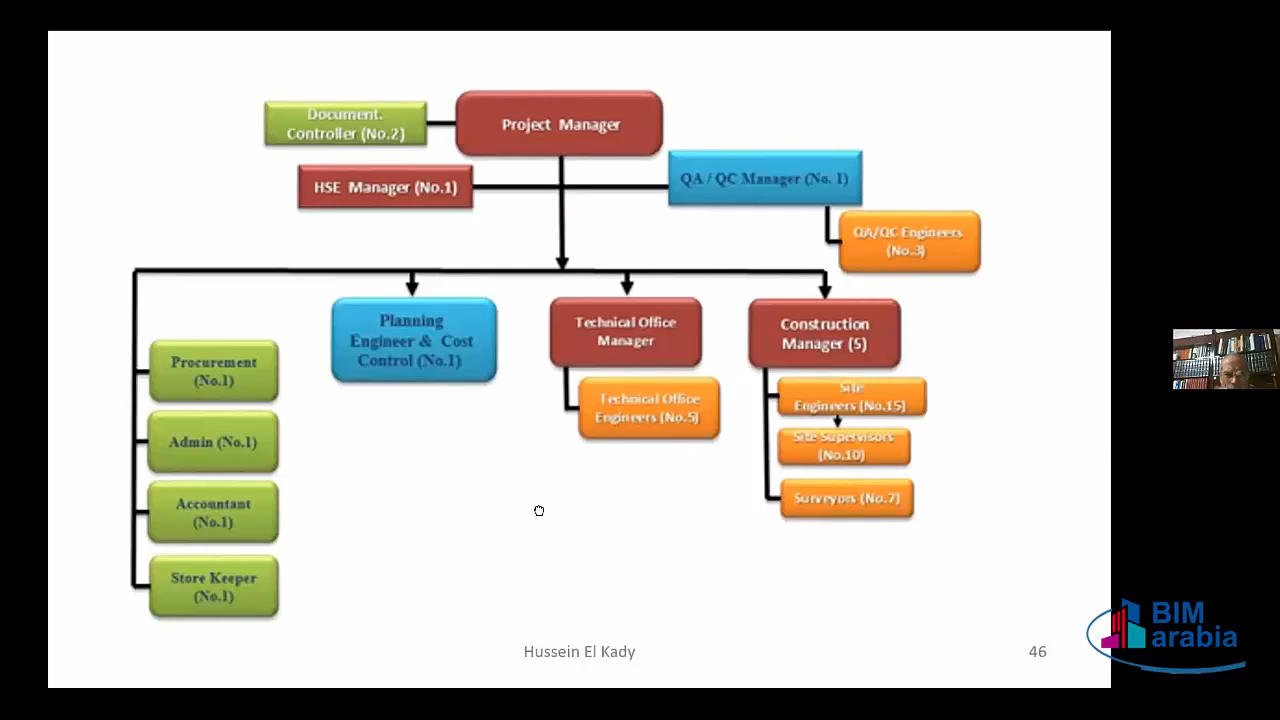 Document.
Controller (No.2)
Project Manager
HSE Manager (No.1)
QA / QC Manager (No. 1)
QA/QC Engineers
(No.3)
Planning
Engineer & Cost
Control (No.1)
Technical Office
Manager
Construction
Manager (5)
Procurement
(No.1)
Technical Office
Engineers (No.5)
Site
Engineers (No.15)
Admin (No.1)
Site Supervisors
(No.10)
Accountant
(No.1)
Surveyors (No.7)
Store Keeper
(No.1)
Hussein El Kady
46
BIM
arabia